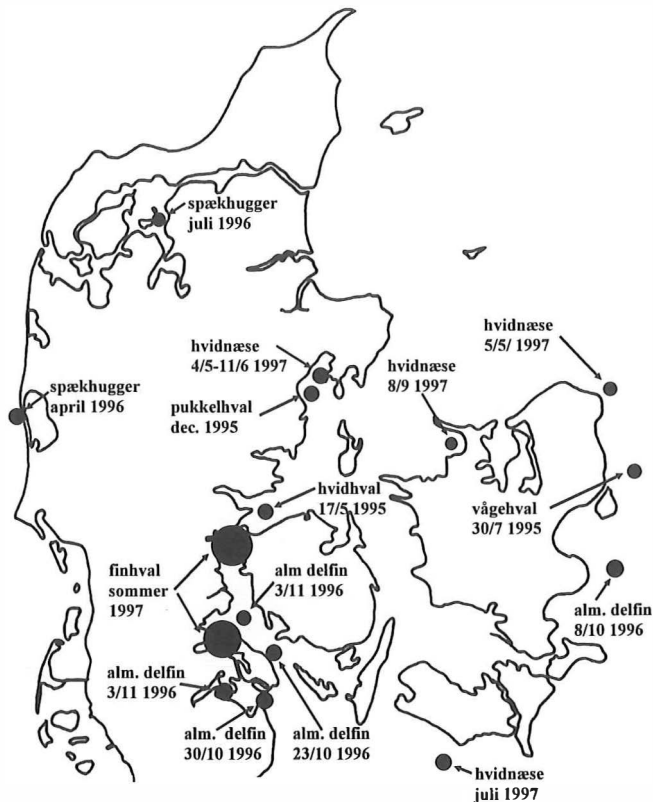 spækhugger
juli 1996
hvidnæse
5/5/ 1997
hvidnæse
4/5-11/6 1997
hvidnæse
8/9 1997
spækhugger
april 1996
pukkelhval
dec. 1995
hvidhval
17/5 1995
vågehval
30/7 1995
finhval
sommer
1997
alm delfin
3/11 1996
alm. delfin
8/10 1996
alm. delfin
3/11 1996
alm. delfin
30/10 1996
alm. delfin
23/10 1996
hvidnæse
juli 1997